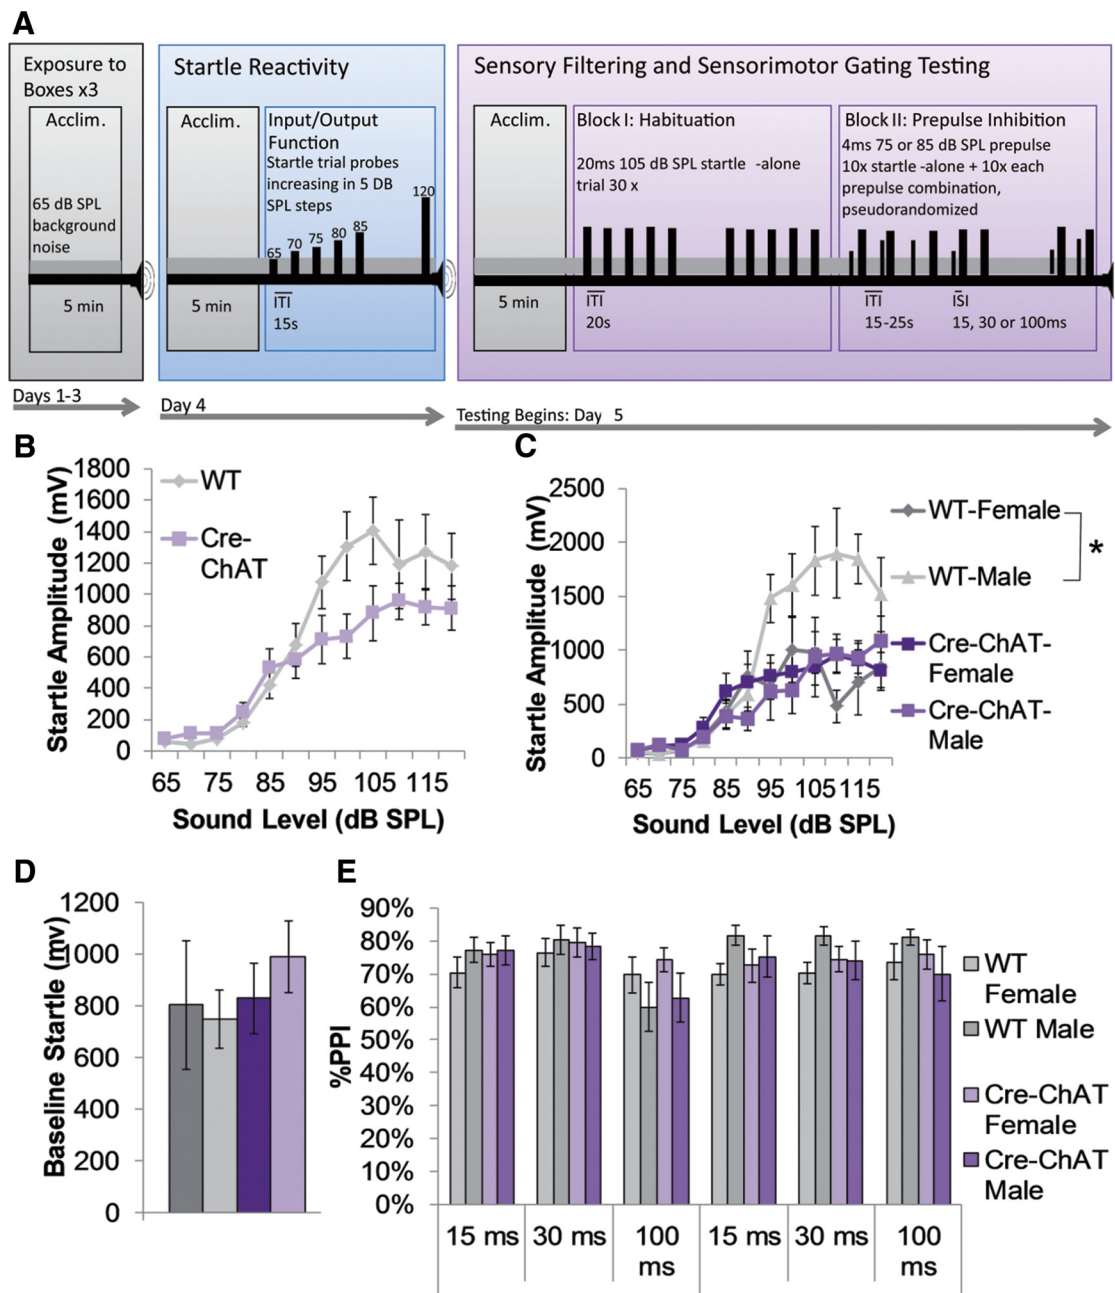 A
Exposure to
Boxes x3
Acclim.
65 dB SPL
background
noise
5 min
Days 1-3
Startle Reactivity
Acclim.
5 min
Input/Output
Function
Startle trial probes
increasing in 5 DB
SPL steps
65
70
75
80
85
120
ITI
15s
Day 4
Sensory Filtering and Sensorimotor Gating Testing
Acclim.
5 min
Block I: Habituation
20ms 105 dB SPL startle -alone
trial 30 x
ITI
20s
Block II: Prepulse Inhibition
4ms 75 or 85 dB SPL prepulse
10x startle -alone + 10x each
prepulse combination,
pseudorandomized
ITI
15-25s
ISI
15, 30 or 100ms
Testing Begins: Day 5
B
Startle Amplitude (mV)
1800
1600
1400
1200
1000
800
600
400
200
0
WT
Cre-
ChAT
65 75 85 95 105 115
Sound Level (dB SPL)
C
Startle Amplitude (mV)
2500
2000
1500
1000
500
0
WT-Female
WT-Male
*
Cre-ChAT-
Female
Cre-ChAT-
Male
65 75 85 95 105 115
Sound Level (dB SPL)
D
Baseline Startle (mv)
1200
1000
800
600
400
200
0
E
%PPI
90%
80%
70%
60%
50%
40%
30%
20%
10%
0%
15 ms 30 ms 100 ms 15 ms 30 ms 100 ms
WT
Female
WT Male
Cre-ChAT
Female
Cre-ChAT
Male